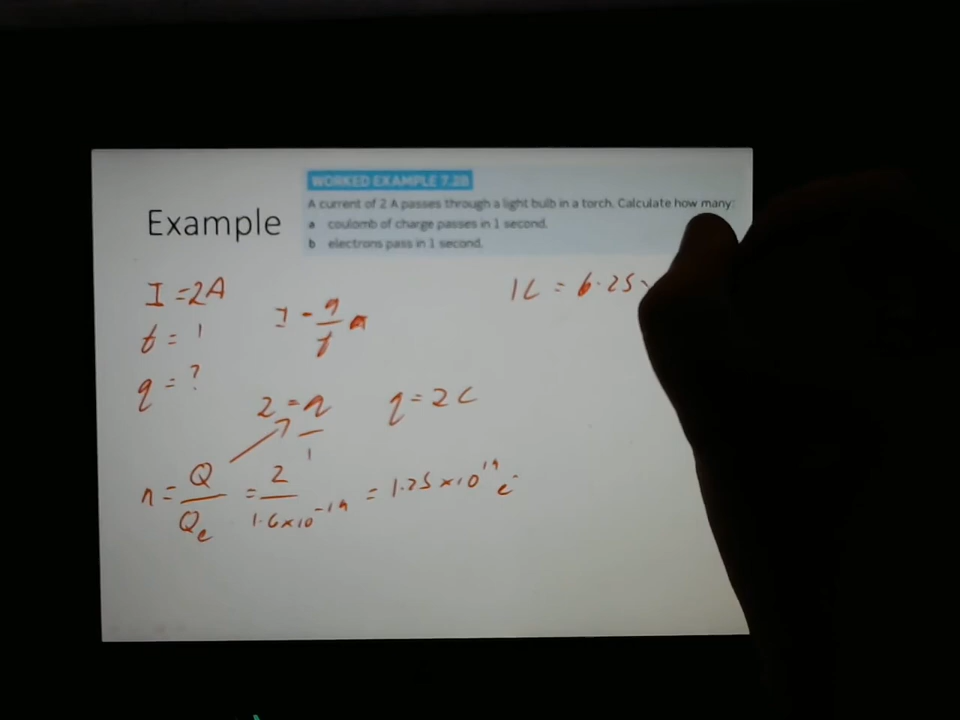 WORKED EXAMPLE 7.2B
Example
A current of 2 A passes through a light bulb in a torch. Calculate how many:
a coulomb of charge passes in 1 second.
b electrons pass in 1 second.
I = 2A
t = 1
q = ?
I = q/t
1C = 6.25×
2 = q/1
q = 2C
n = Q/Qe = 2/1.6×10⁻¹⁹ = 1.25×10¹⁹ e⁻